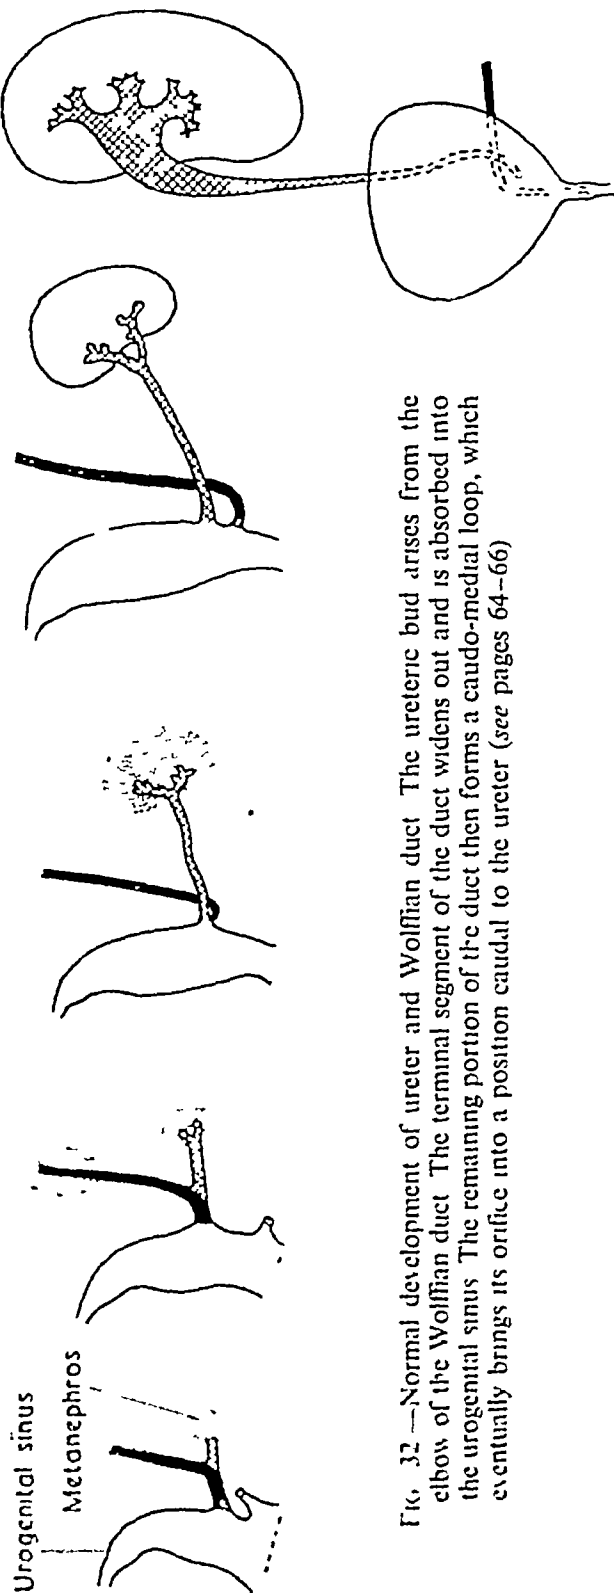 Urogenital sinus
Metanephros
FIG. 32 —Normal development of ureter and Wolffian duct The ureteric bud arises from the
elbow of the Wolffian duct The terminal segment of the duct widens out and is absorbed into
the urogenital sinus The remaining portion of the duct then forms a caudo-medial loop, which
eventually brings its orifice into a position caudal to the ureter (see pages 64–66)